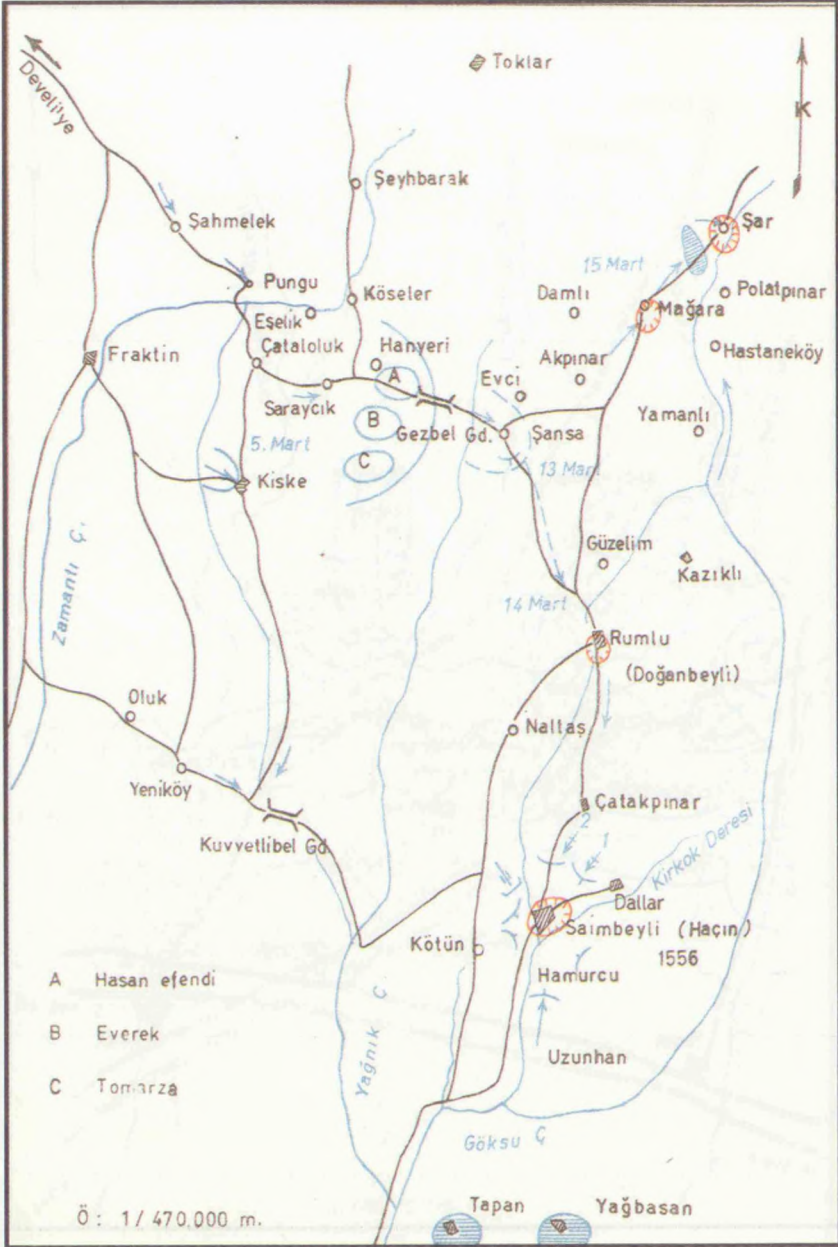 Toklar
K
Develi'ye
Şeyhbarak
Şahmelek
Şar
15 Mart
Pungu
Köseler
Damlı
Polatpınar
Mağara
Eşelik
Hanyeri
Hastaneköy
Fraktin
Çataloluk
Akpınar
A
Evci
Saraycık
B
Gezbel Gd.
Şansa
Yamanlı
5. Mart
C
13 Mart
Kiske
Güzelim
Kazıklı
Zamanlı Ç.
14 Mart
Rumlu
(Doğanbeyli)
Oluk
Naltaş
Yeniköy
Çatakpınar
Kuvvetlibel Gd
2
1
Kirkok Deresi
Dallar
Saimbeyli (Haçın)
1556
Kötün
Hamurcu
A Hasan efendi
B Everek
Uzunhan
C Tomarza
Yağnık Ç
Göksu Ç
Tapan
Yağbasan
Ö: 1/470.000 m.